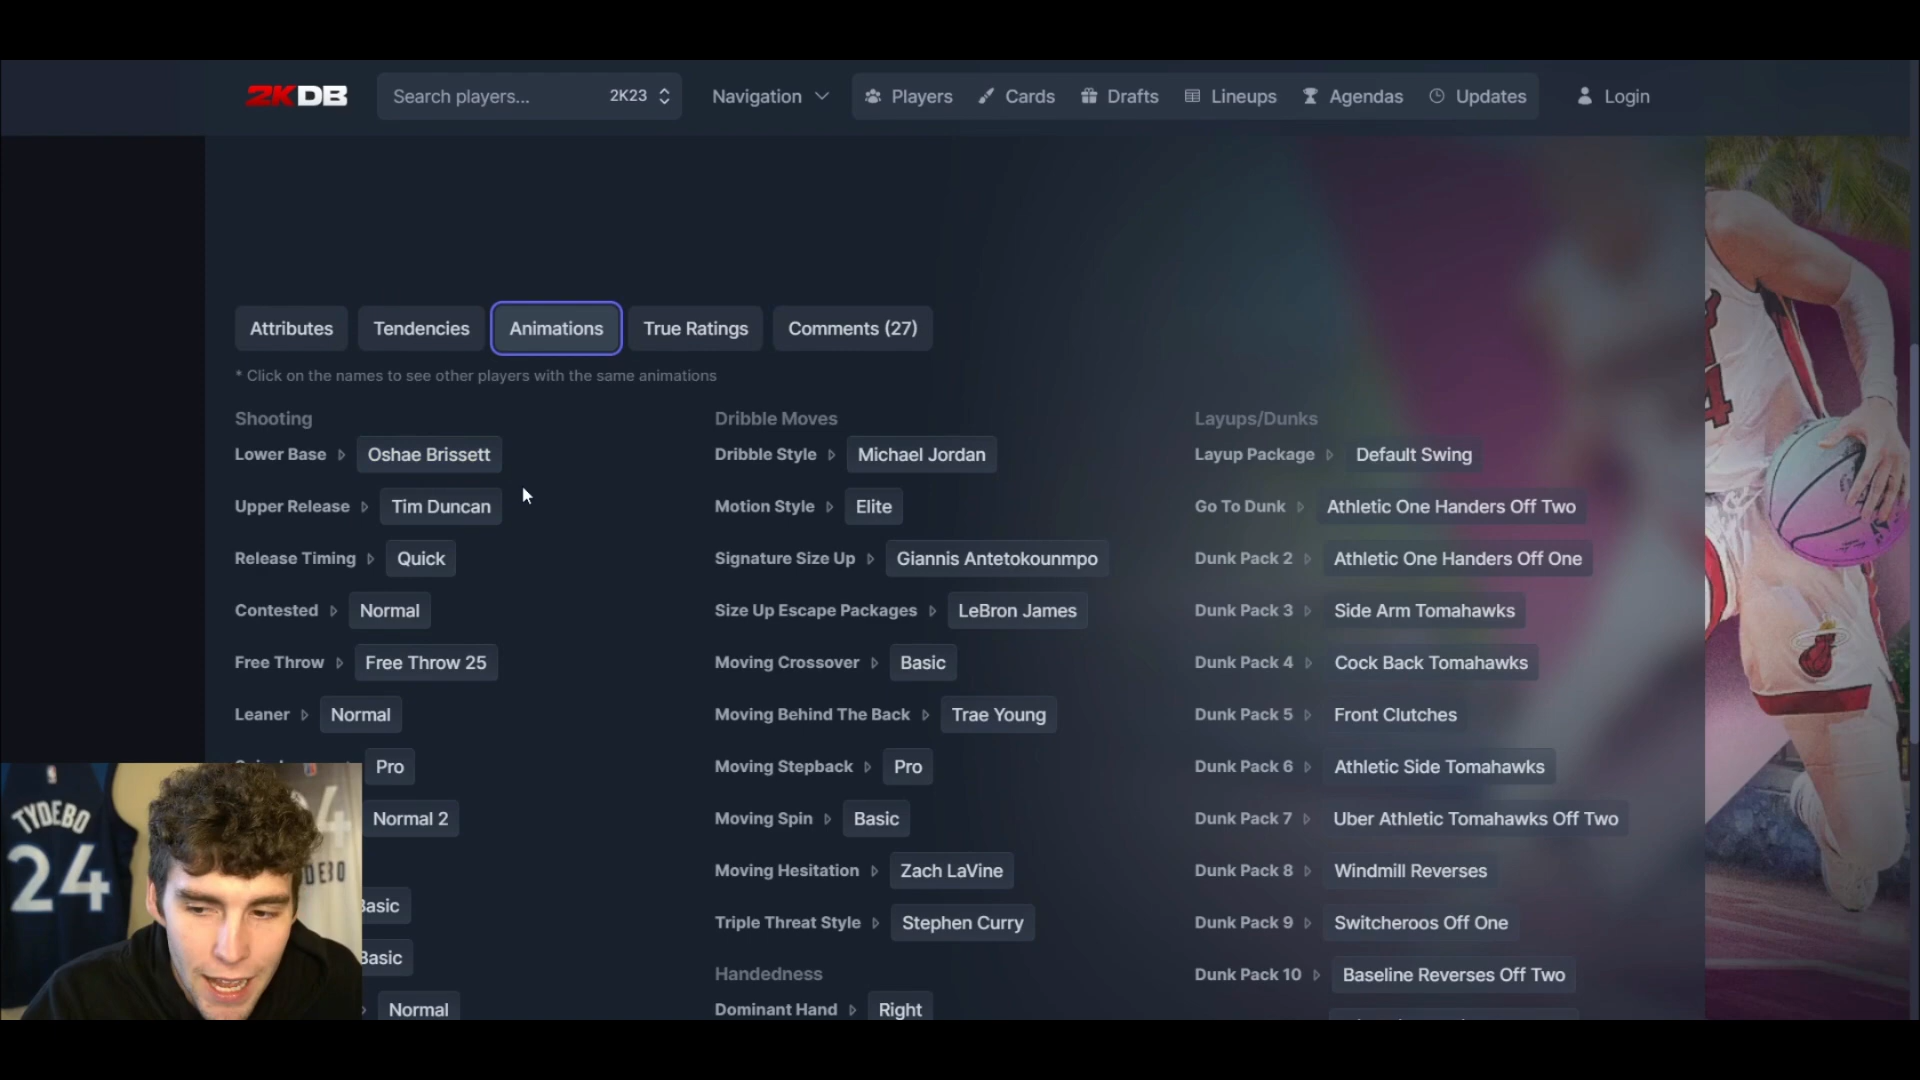 2KDB
Search players...
2K23
Navigation
Players
Cards
Drafts
Lineups
Agendas
Updates
Login
Attributes
Tendencies
Animations
True Ratings
Comments (27)
* Click on the names to see other players with the same animations
Shooting
Lower Base Oshae Brissett
Upper Release Tim Duncan
Release Timing Quick
Contested Normal
Free Throw Free Throw 25
Leaner Normal
Pro
Normal 2
Basic
Basic
Normal
Dribble Moves
Dribble Style Michael Jordan
Motion Style Elite
Signature Size Up Giannis Antetokounmpo
Size Up Escape Packages LeBron James
Moving Crossover Basic
Moving Behind The Back Trae Young
Moving Stepback Pro
Moving Spin Basic
Moving Hesitation Zach LaVine
Triple Threat Style Stephen Curry
Handedness
Dominant Hand Right
Layups/Dunks
Layup Package Default Swing
Go To Dunk Athletic One Handers Off Two
Dunk Pack 2 Athletic One Handers Off One
Dunk Pack 3 Side Arm Tomahawks
Dunk Pack 4 Cock Back Tomahawks
Dunk Pack 5 Front Clutches
Dunk Pack 6 Athletic Side Tomahawks
Dunk Pack 7 Uber Athletic Tomahawks Off Two
Dunk Pack 8 Windmill Reverses
Dunk Pack 9 Switcheroos Off One
Dunk Pack 10 Baseline Reverses Off Two
TYDEBO
24